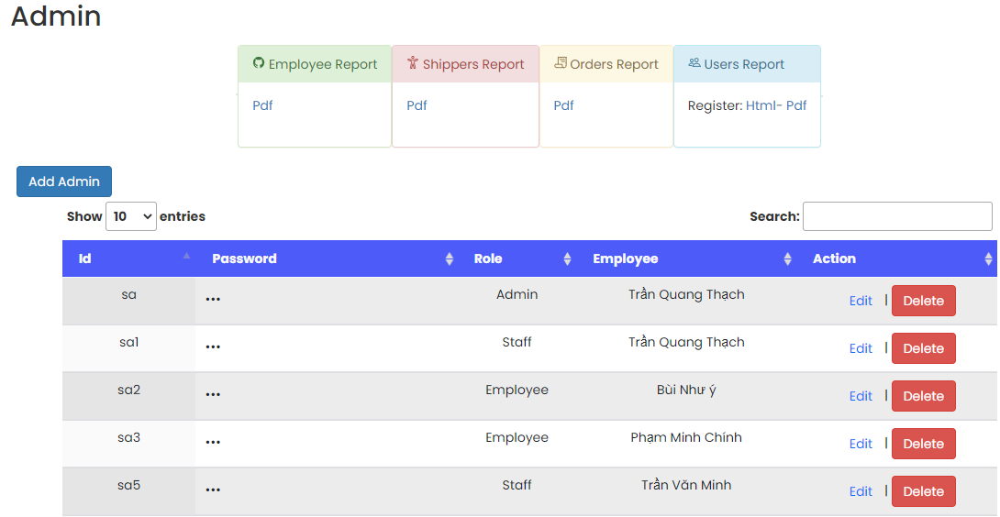 Admin
Employee Report Shippers Report Orders Report Users Report
Pdf Pdf Pdf Register: Html- Pdf
Add Admin
Show 10 entries Search:
Id Password Role Employee Action
sa ••• Admin Trần Quang Thạch Edit | Delete
sa1 ••• Staff Trần Quang Thạch Edit | Delete
sa2 ••• Employee Bùi Như ý Edit | Delete
sa3 ••• Employee Phạm Minh Chính Edit | Delete
sa5 ••• Staff Trần Văn Minh Edit | Delete